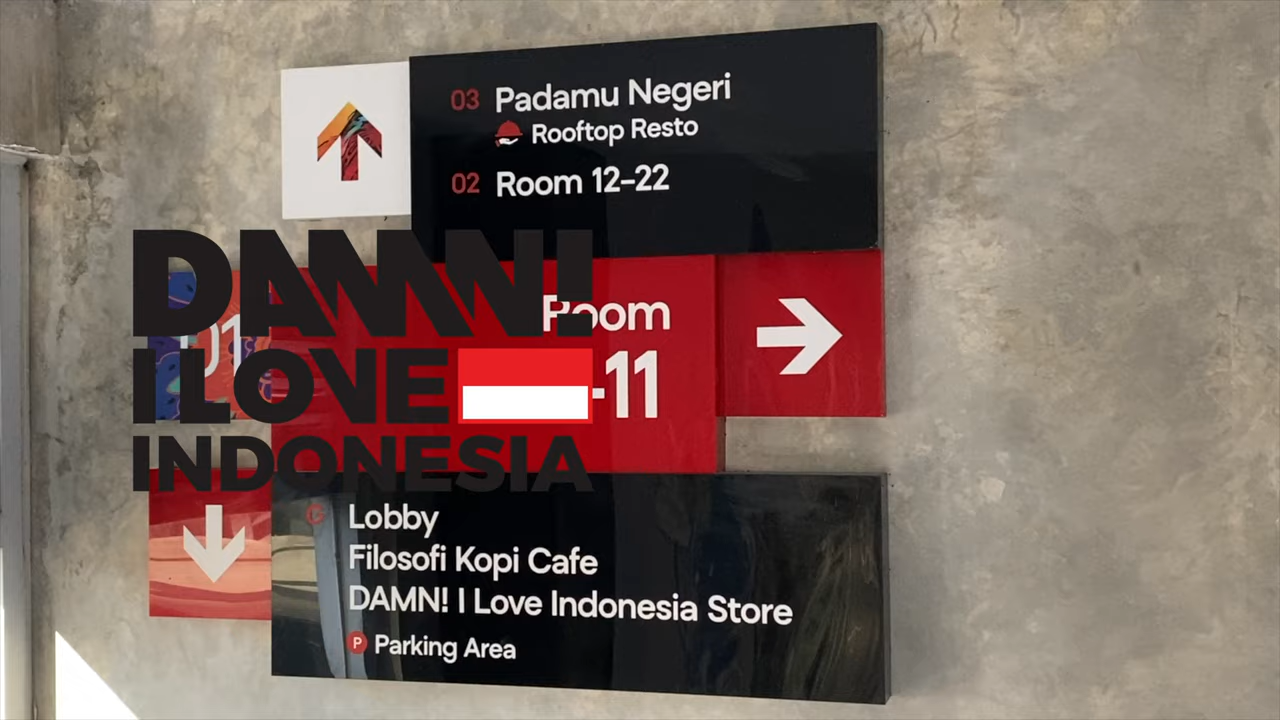 03 Padamu Negeri
Rooftop Resto
02 Room 12-22
DAMN!
I LOVE
INDONESIA
01
Room
-11
G Lobby
Filosofi Kopi Cafe
DAMN! I Love Indonesia Store
P Parking Area